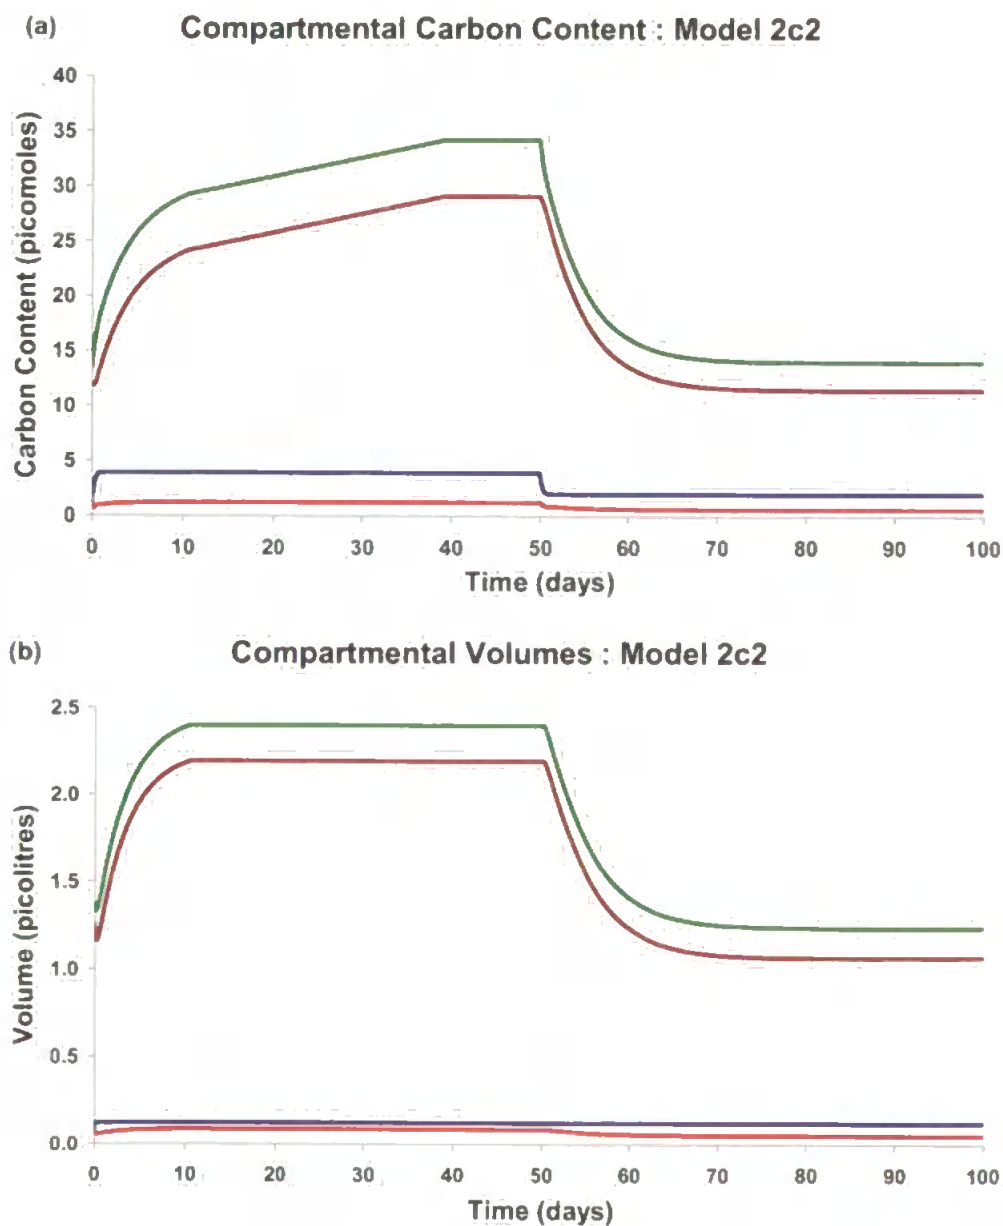 (a) Compartmental Carbon Content : Model 2c2
Carbon Content (picomoles)
40
35
30
25
20
15
10
5
0
0 10 20 30 40 50 60 70 80 90 100
Time (days)
(b) Compartmental Volumes : Model 2c2
Volume (picolitres)
2.5
2.0
1.5
1.0
0.5
0.0
0 10 20 30 40 50 60 70 80 90 100
Time (days)